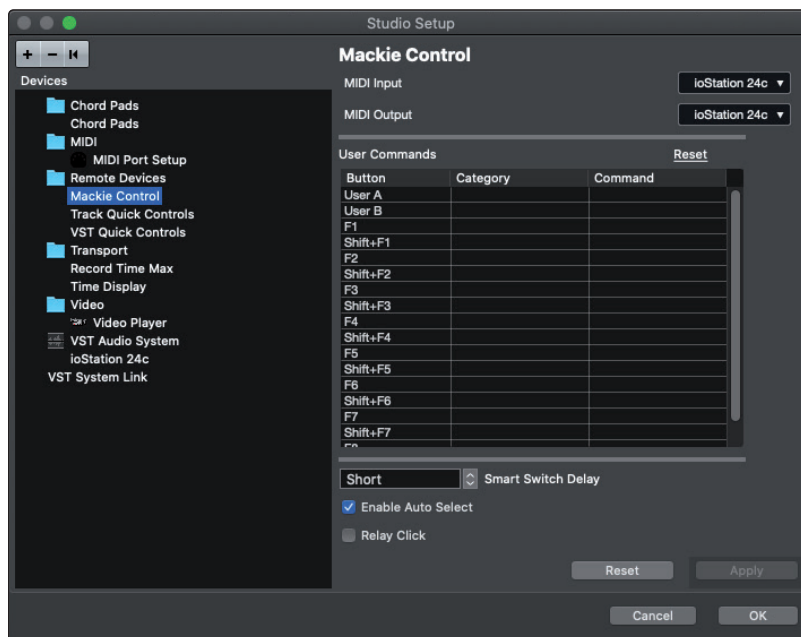 Studio Setup
+ − I◀
Devices
Chord Pads
Chord Pads
MIDI
MIDI Port Setup
Remote Devices
Mackie Control
Track Quick Controls
VST Quick Controls
Transport
Record Time Max
Time Display
Video
Video Player
VST Audio System
ioStation 24c
VST System Link
Mackie Control
MIDI Input ioStation 24c ▼
MIDI Output ioStation 24c ▼
User Commands Reset
Button Category Command
User A
User B
F1
Shift+F1
F2
Shift+F2
F3
Shift+F3
F4
Shift+F4
F5
Shift+F5
F6
Shift+F6
F7
Shift+F7
Short Smart Switch Delay
Enable Auto Select
Relay Click
Reset Apply
Cancel OK